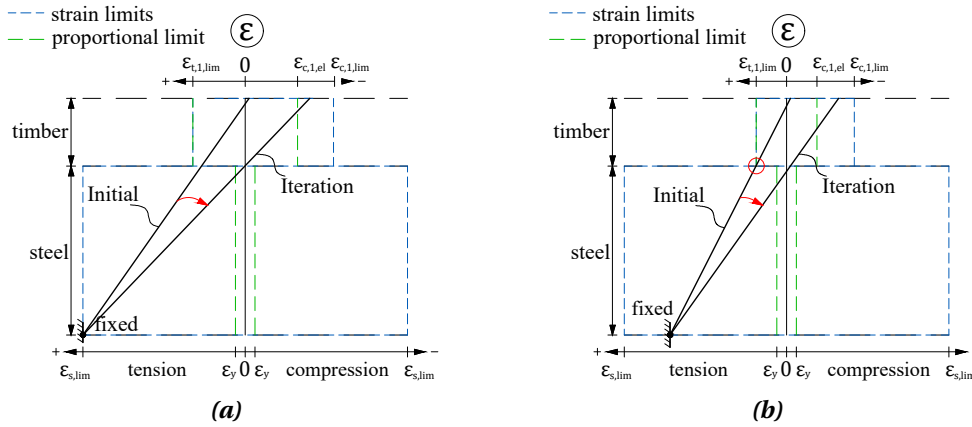 strain limits
proportional limit
ε
εt,1,lim 0 εc,1,el εc,1,lim
+ −
timber
Initial
Iteration
steel
fixed
+ −
εs,lim tension εy 0 εy compression εs,lim
(a)
strain limits
proportional limit
ε
εt,1,lim 0 εc,1,el εc,1,lim
+ −
timber
Initial
Iteration
steel
fixed
+ −
εs,lim tension εy 0 εy compression εs,lim
(b)